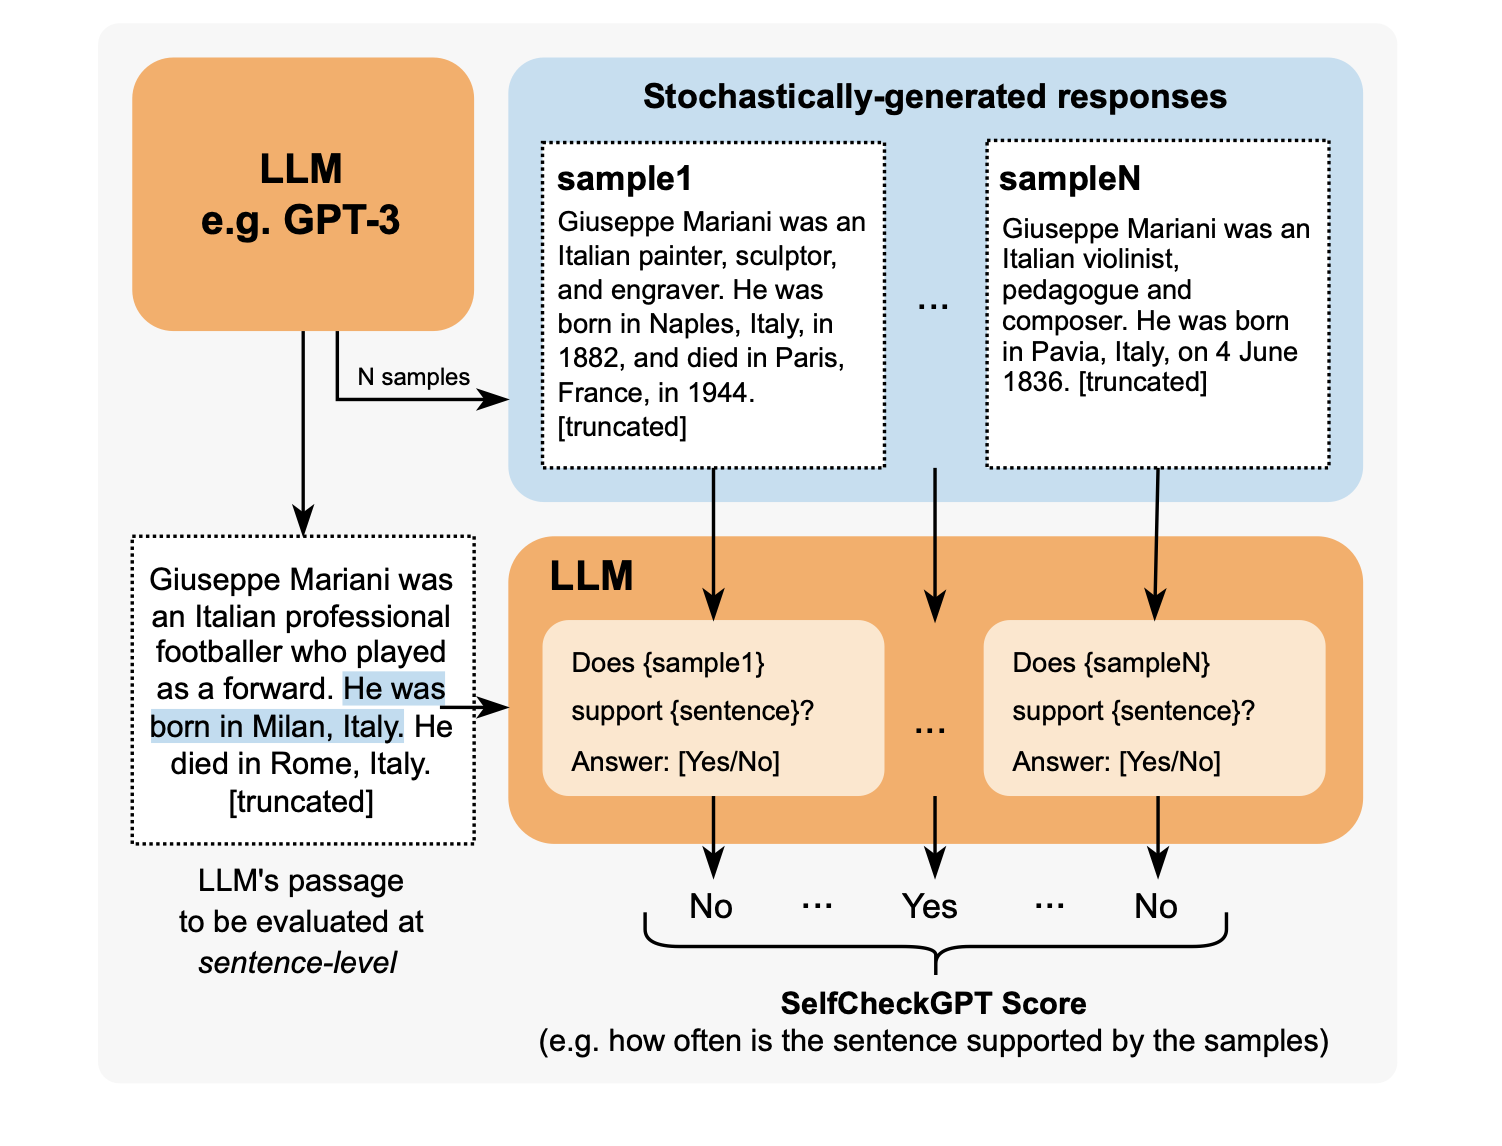 LLM
e.g. GPT-3
N samples
Stochastically-generated responses
sample1
Giuseppe Mariani was an
Italian painter, sculptor,
and engraver. He was
born in Naples, Italy, in
1882, and died in Paris,
France, in 1944.
[truncated]
...
sampleN
Giuseppe Mariani was an
Italian violinist,
pedagogue and
composer. He was born
in Pavia, Italy, on 4 June
1836. [truncated]
Giuseppe Mariani was
an Italian professional
footballer who played
as a forward. He was
born in Milan, Italy. He
died in Rome, Italy.
[truncated]
LLM's passage
to be evaluated at
sentence-level
LLM
Does {sample1}
support {sentence}?
Answer: [Yes/No]
...
Does {sampleN}
support {sentence}?
Answer: [Yes/No]
No ... Yes ... No
SelfCheckGPT Score
(e.g. how often is the sentence supported by the samples)